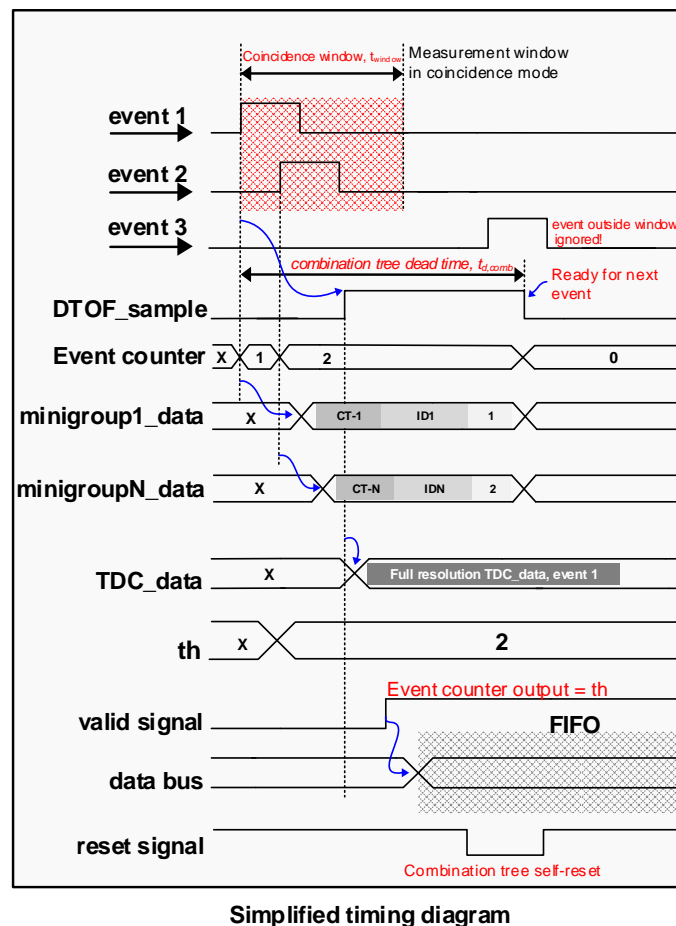 Coincidence window, t_window
Measurement window
in coincidence mode
event 1
event 2
event 3
event outside window
ignored!
combination tree dead time, t_d,comb
Ready for next
event
DTOF_sample
Event counter
X
1
2
0
minigroup1_data
X
CT-1
ID1
1
minigroupN_data
X
CT-N
IDN
2
TDC_data
X
Full resolution TDC_data, event 1
th
X
2
Event counter output = th
valid signal
FIFO
data bus
reset signal
Combination tree self-reset
Simplified timing diagram